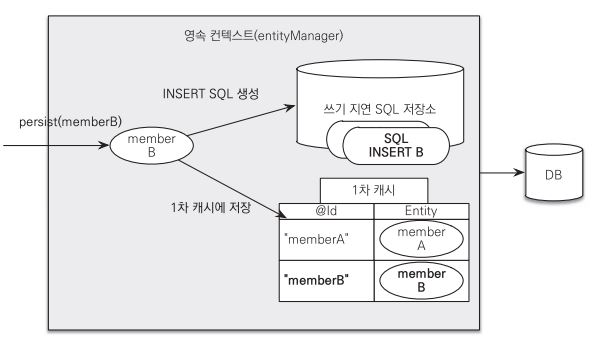 영속 컨텍스트(entityManager)
INSERT SQL 생성
쓰기 지연 SQL 저장소
persist(memberB)
member
B
SQL
INSERT B
DB
1차 캐시
1차 캐시에 저장
@Id
Entity
"memberA"
member
A
"memberB"
member
B